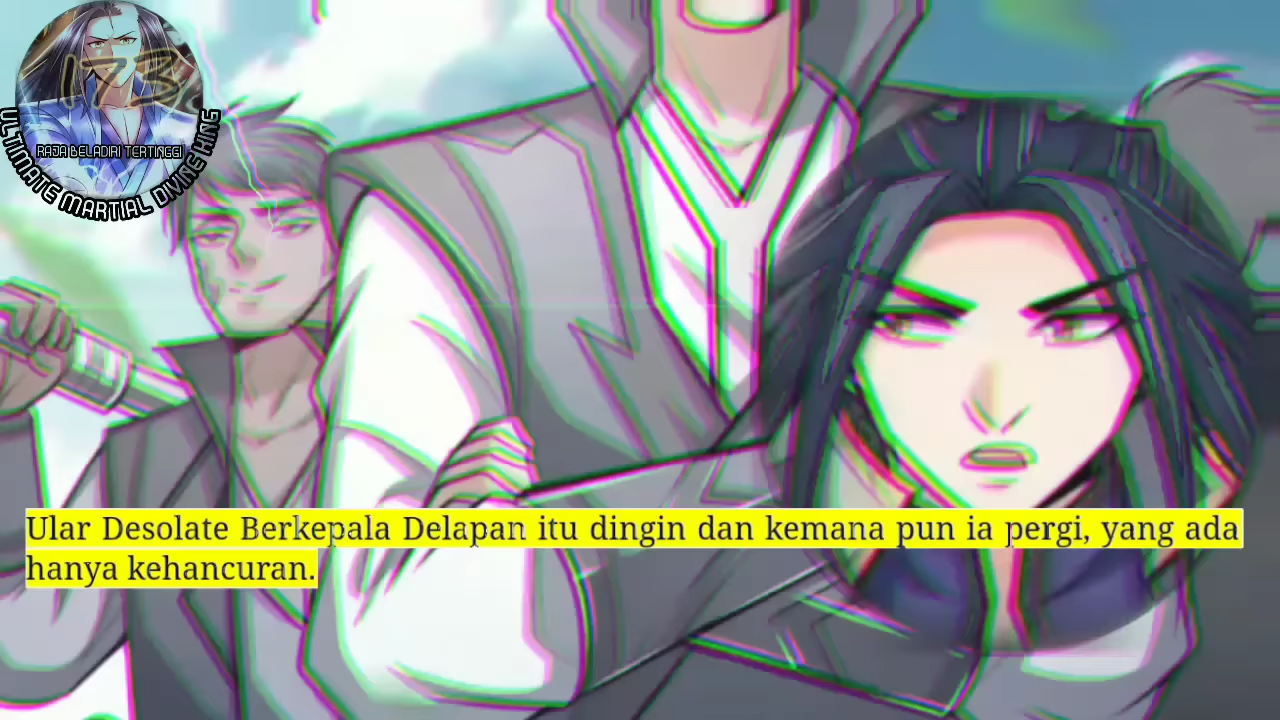 173
RAJA BELADIRI TERTINGGI
ULTIMATE MARTIAL DIVINE KING
Ular Desolate Berkepala Delapan itu dingin dan kemana pun ia pergi, yang ada
hanya kehancuran.